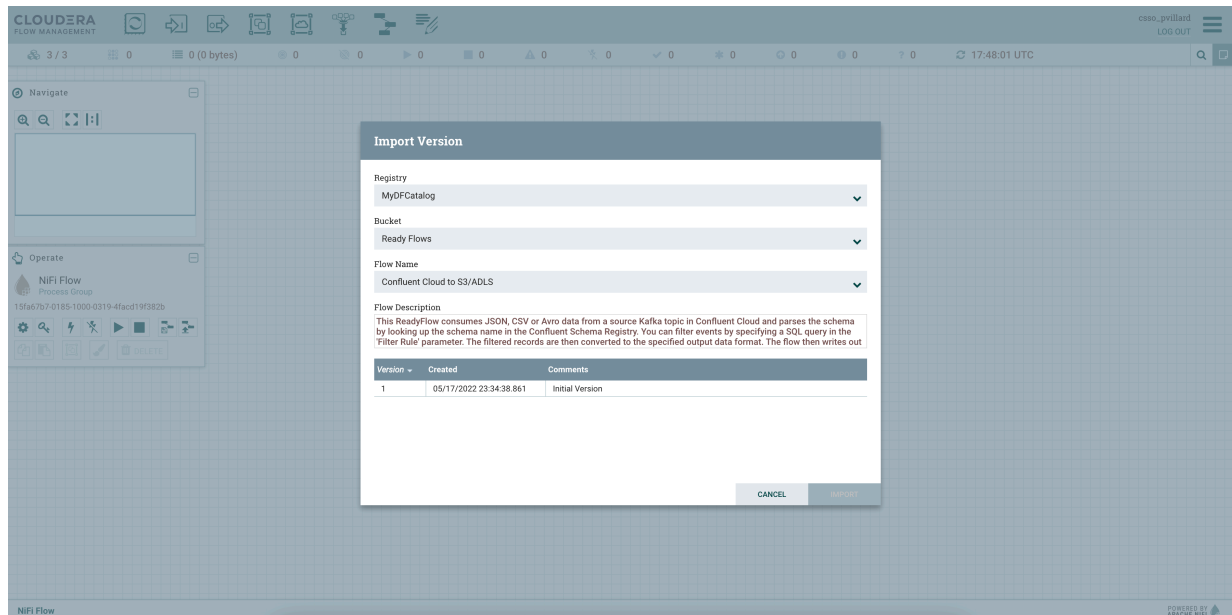 CLOUDERA
FLOW MANAGEMENT
csso_pvillard
LOG OUT
3 / 3
0
0 (0 bytes)
0
0
0
0
0
0
0
0
0
0
0
17:48:01 UTC
Navigate
Operate
NiFi Flow
Process Group
15fa67b7-0185-1000-0319-4facd19f382b
DELETE
Import Version
Registry
MyDFCatalog
Bucket
Ready Flows
Flow Name
Confluent Cloud to S3/ADLS
Flow Description
This ReadyFlow consumes JSON, CSV or Avro data from a source Kafka topic in Confluent Cloud and parses the schema
by looking up the schema name in the Confluent Schema Registry. You can filter events by specifying a SQL query in the
'Filter Rule' parameter. The filtered records are then converted to the specified output data format. The flow then writes out
Version Created Comments
1 05/17/2022 23:34:38.861 Initial Version
CANCEL IMPORT
NiFi Flow
POWERED BY
APACHE NIFI